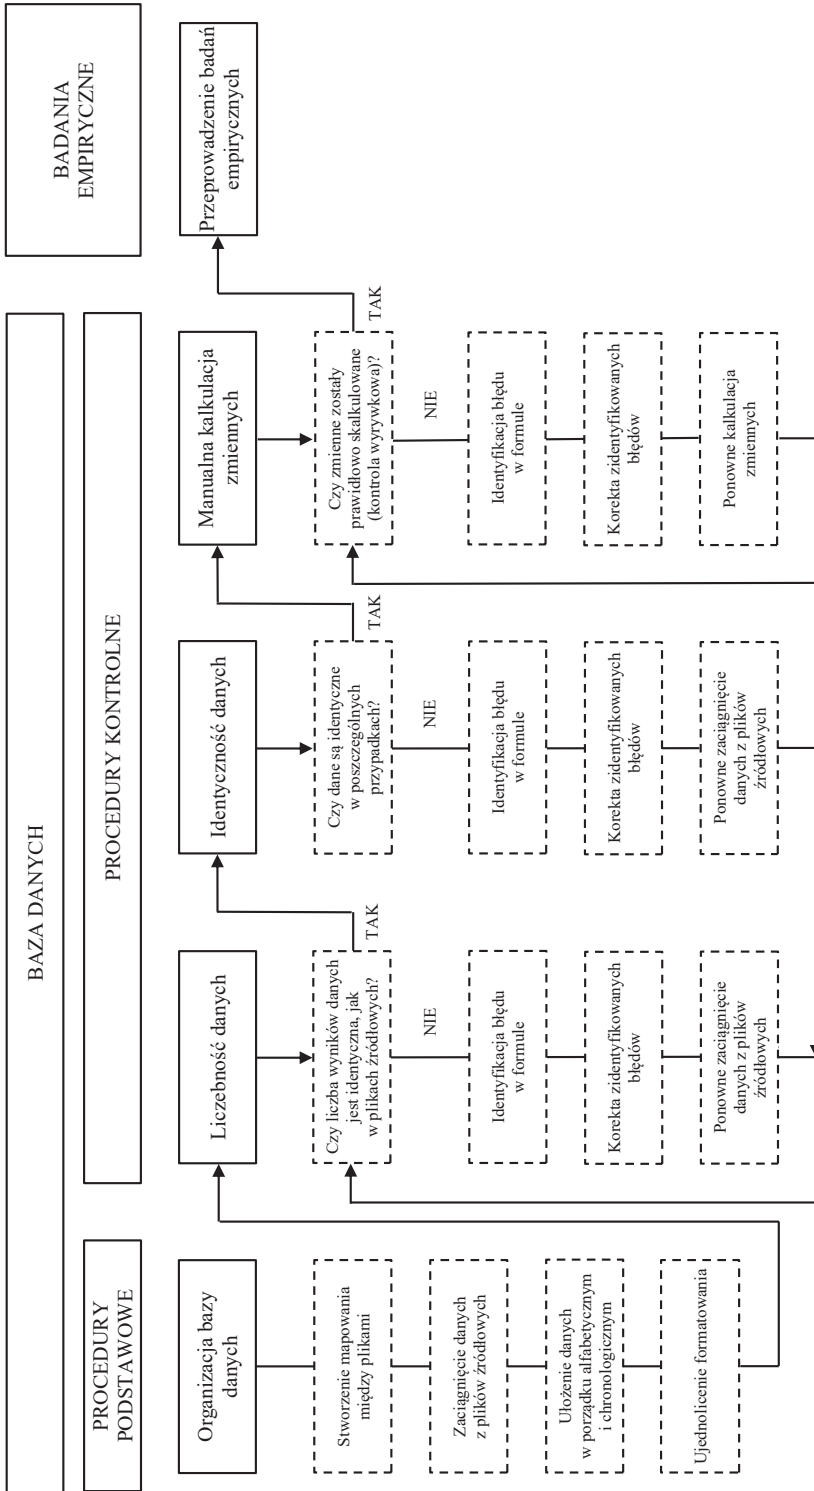 BAZA DANYCH
BADANIA
EMPIRYCZNE
PROCEDURY
PODSTAWOWE
PROCEDURY KONTROLNE
Organizacja bazy
danych
Stworzenie mapowania
między plikami
Zaciągnięcie danych
z plików źródłowych
Ułożenie danych
w porządku alfabetycznym
i chronologicznym
Ujednolicenie formatowania
Liczebność danych
Czy liczba wyników danych
jest identyczna, jak
w plikach źródłowych?
TAK
NIE
Identyfikacja błędu
w formule
Korekta zidentyfikowanych
błędów
Ponowne zaciągnięcie
danych z plików
źródłowych
Identyczność danych
Czy dane są identyczne
w poszczególnych
przypadkach?
TAK
NIE
Identyfikacja błędu
w formule
Korekta zidentyfikowanych
błędów
Ponowne zaciągnięcie
danych z plików
źródłowych
Manualna kalkulacja
zmiennych
Czy zmienne zostały
prawidłowo skalkulowane
(kontrola wyrywkowa)?
TAK
NIE
Identyfikacja błędu
w formule
Korekta zidentyfikowanych
błędów
Ponowne kalkulacja
zmiennych
Przeprowadzenie badań
empirycznych